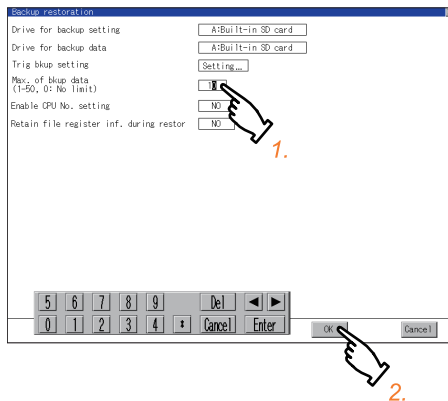 Backup restoration
Drive for backup setting A:Built-in SD card
Drive for backup data A:Built-in SD card
Trig bkup setting Setting...
Max. of bkup data
(1-50, 0: No limit)
Enable CPU No. setting NO
Retain file register inf. during restor NO
1.
5 6 7 8 9 Del ◄ ►
0 1 2 3 4 Cancel Enter
OK Cancel
2.